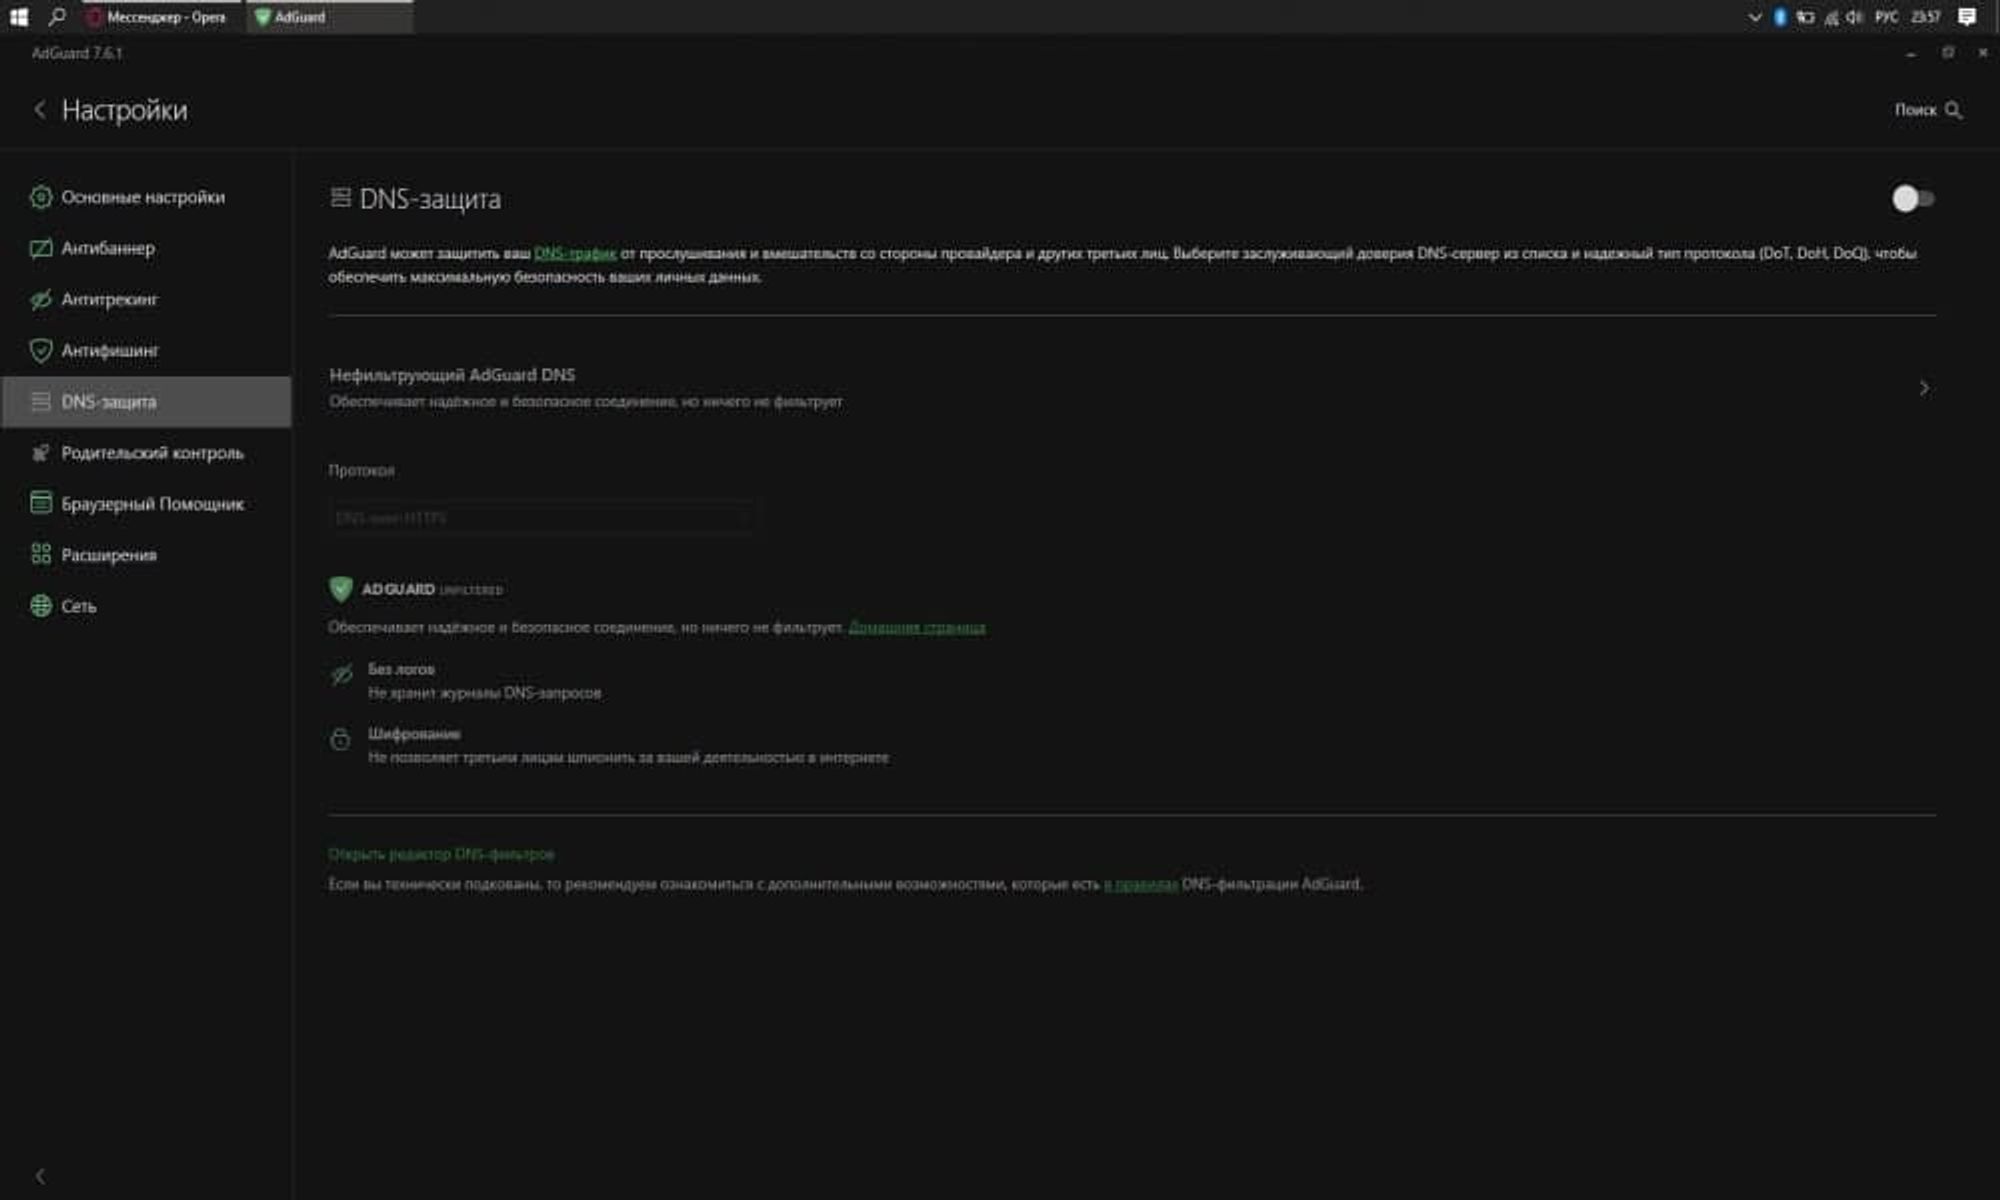 Мессенджер - Opera
AdGuard
РУС
23:57
AdGuard 7.6.1
Настройки
Поиск
Основные настройки
Антибаннер
Антитрекинг
Антифишинг
DNS-защита
Родительский контроль
Браузерный Помощник
Расширения
Сеть
DNS-защита
AdGuard может защитить ваш DNS-трафик от прослушивания и вмешательств со стороны провайдера и других третьих лиц. Выберите заслуживающий доверия DNS-сервер из списка и надежный тип протокола (DoT, DoH, DoQ), чтобы
обеспечить максимальную безопасность ваших личных данных.
Нефильтрующий AdGuard DNS
Обеспечивает надёжное и безопасное соединение, но ничего не фильтрует
Протокол
DNS-over-HTTPS
ADGUARD UNFILTERED
Обеспечивает надёжное и безопасное соединение, но ничего не фильтрует. Домашняя страница
Без логов
Не хранит журналы DNS-запросов
Шифрование
Не позволяет третьим лицам шпионить за вашей деятельностью в интернете
Открыть редактор DNS-фильтров
Если вы технически подкованы, то рекомендуем ознакомиться с дополнительными возможностями, которые есть в правилах DNS-фильтрации AdGuard.